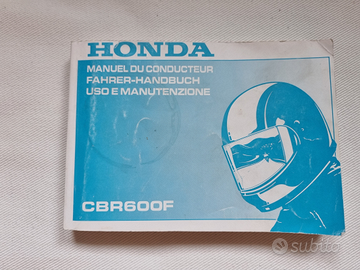 HONDA
MANUEL DU CONDUCTEUR
FAHRER-HANDBUCH
USO E MANUTENZIONE
CBR600F
subito